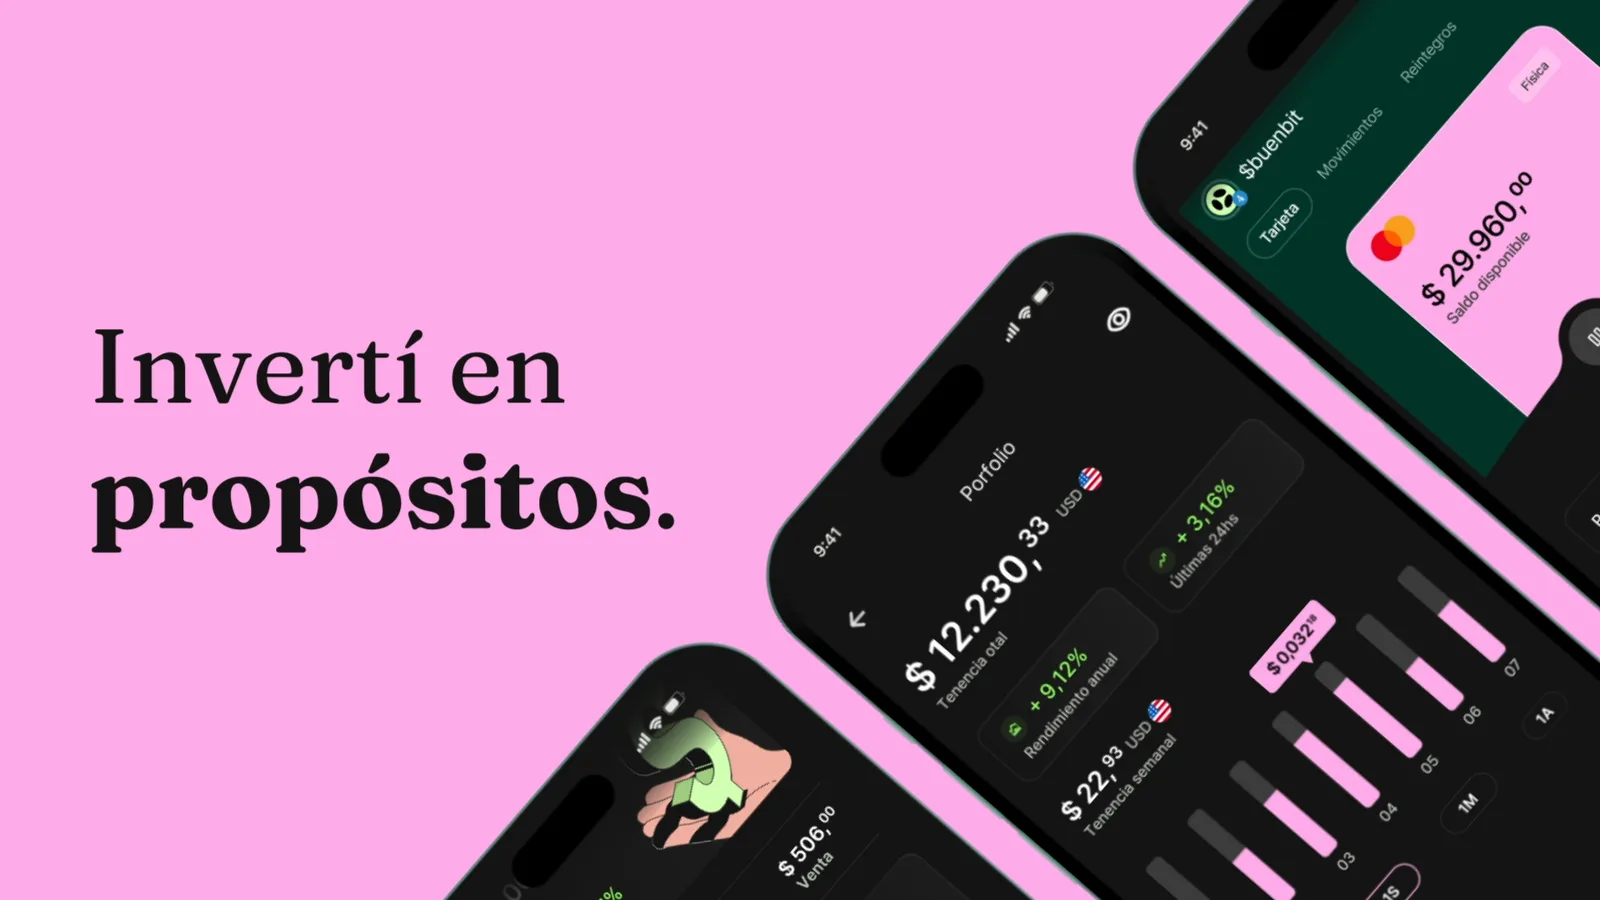 Invertí en
propósitos.
9:41
$buenbit
4
Tarjeta
Movimientos
Reintegros
Física
$ 29.960,00
Saldo disponible
9:41
Porfolio
$ 12.230,33 USD
Tenencia otal
+ 9,12%
Rendimiento anual
+ 3,16%
Últimas 24hs
$ 22,93 USD
Tenencia semanal
$ 0,03218
03
04
05
06
07
1S
1M
1A
$ 506,00
Venta